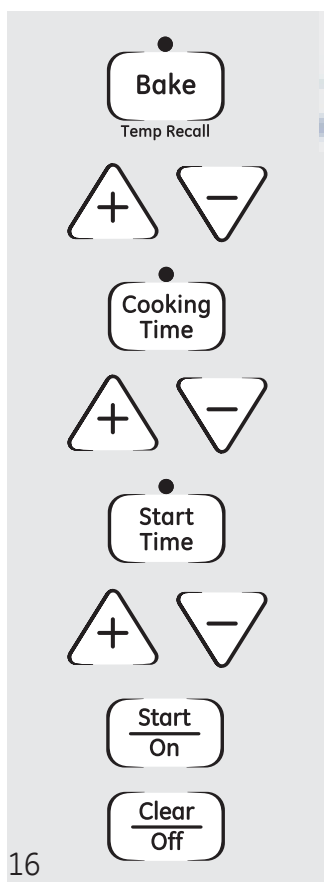 Bake
Temp Recall
+ −
Cooking
Time
+ −
Start
Time
+ −
Start
On
Clear
Off
16